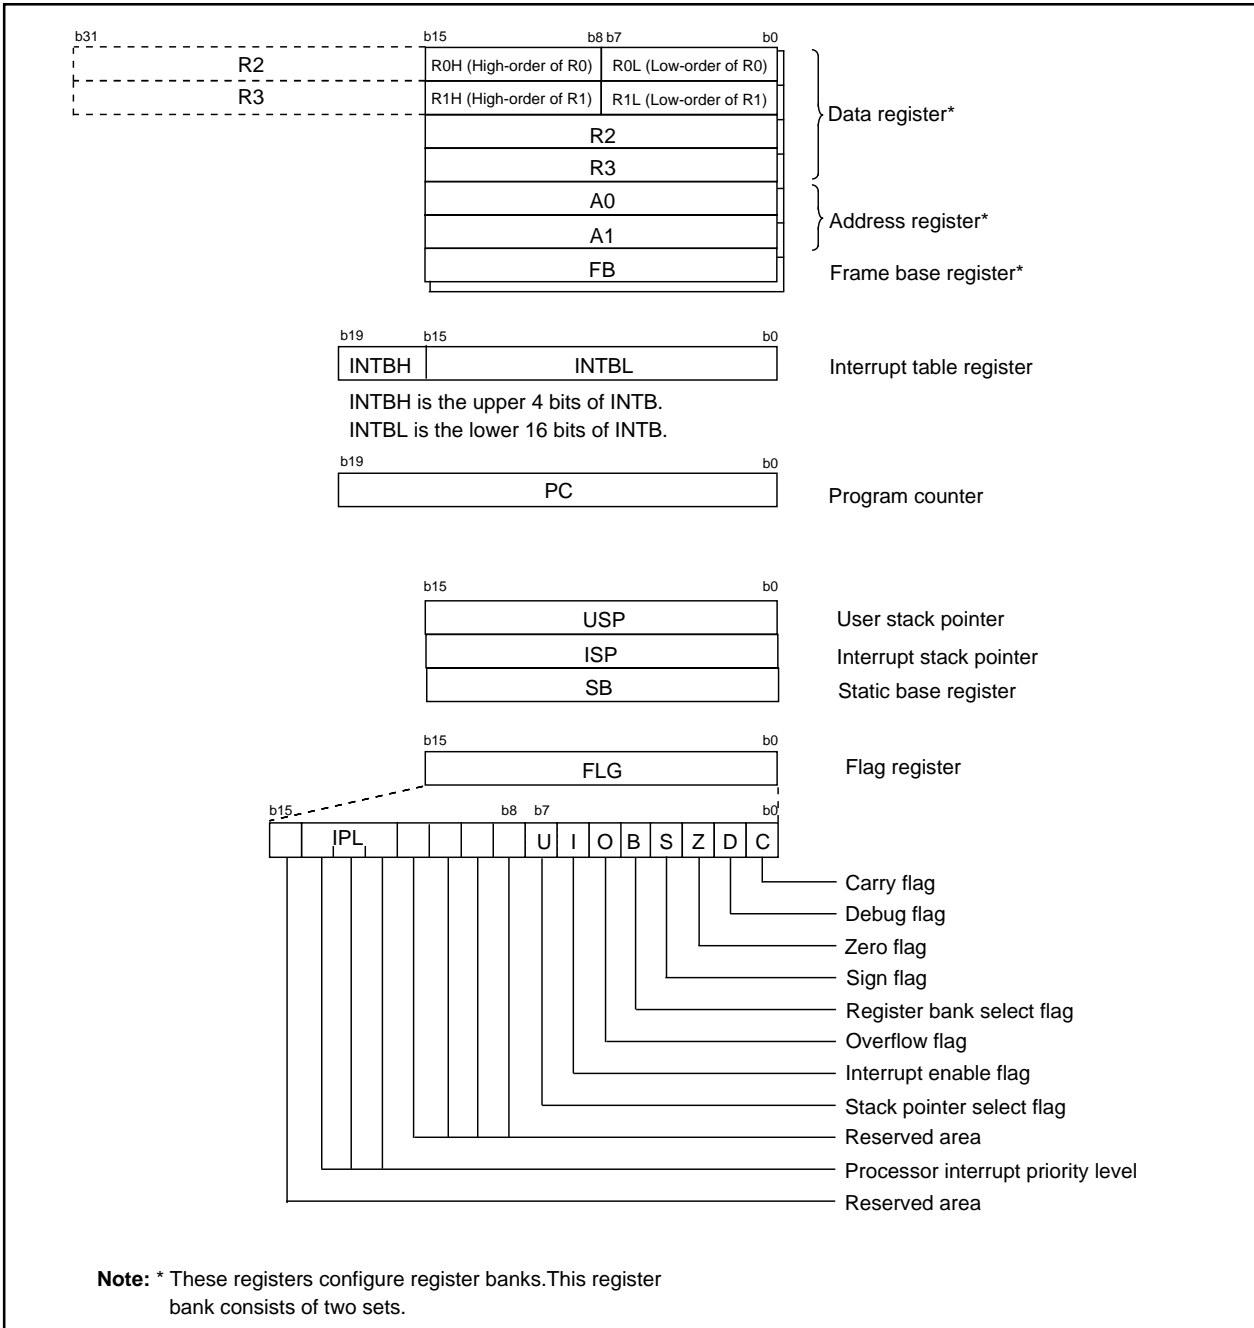 b31 b15 b8 b7 b0
R2 R0H (High-order of R0) R0L (Low-order of R0)
R3 R1H (High-order of R1) R1L (Low-order of R1)
Data register*
R2
R3
A0
Address register*
A1
FB Frame base register*
b19 b15 b0
INTBH INTBL Interrupt table register
INTBH is the upper 4 bits of INTB.
INTBL is the lower 16 bits of INTB.
b19 b0
PC Program counter
b15 b0
USP User stack pointer
ISP Interrupt stack pointer
SB Static base register
b15 b0
FLG Flag register
b15 b8 b7 b0
IPL U I O B S Z D C
Carry flag
Debug flag
Zero flag
Sign flag
Register bank select flag
Overflow flag
Interrupt enable flag
Stack pointer select flag
Reserved area
Processor interrupt priority level
Reserved area
Note: * These registers configure register banks.This register
bank consists of two sets.